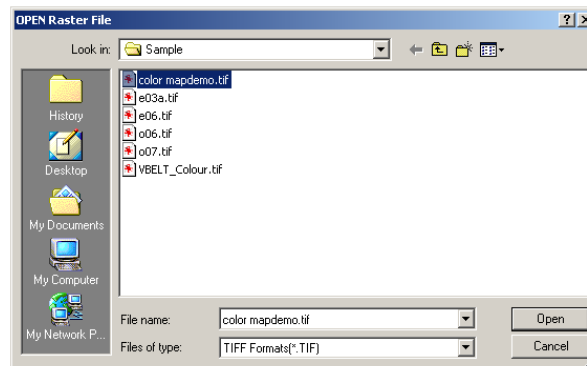 OPEN Raster File
Look in: Sample
color mapdemo.tif
e03a.tif
e06.tif
o06.tif
o07.tif
VBELT_Colour.tif
History
Desktop
My Documents
My Computer
My Network P...
File name: color mapdemo.tif Open
Files of type: TIFF Formats(*.TIF) Cancel